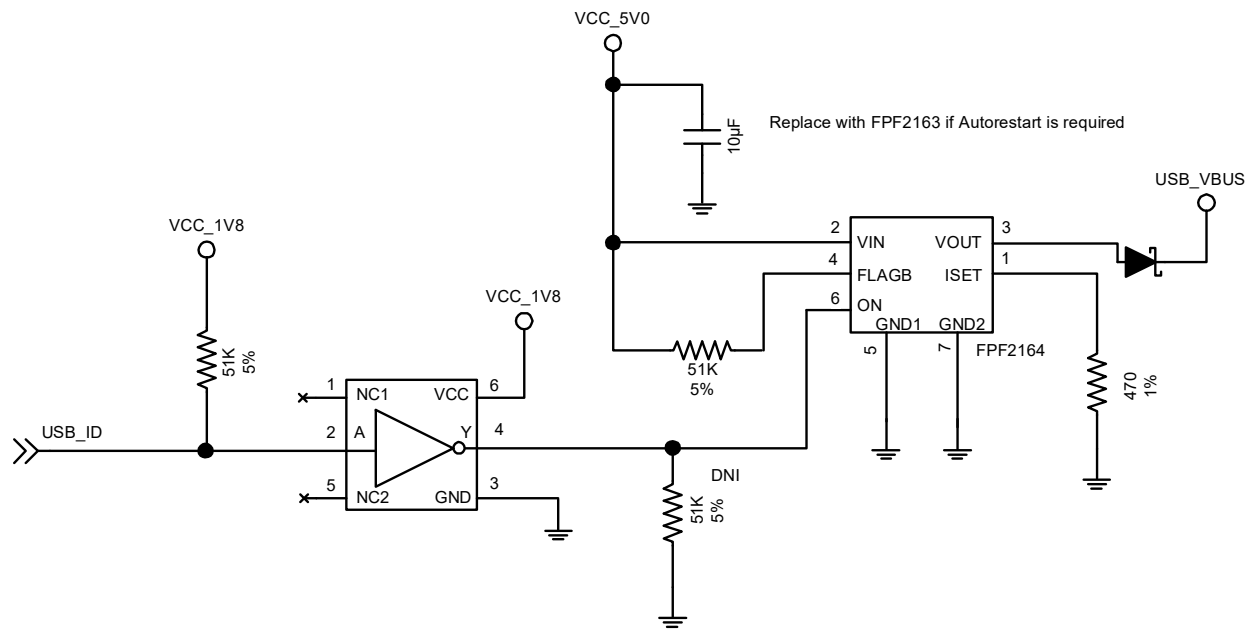 VCC_5V0
10µF
Replace with FPF2163 if Autorestart is required
USB_VBUS
VCC_1V8
2 VIN VOUT 3
4 FLAGB ISET 1
6 ON
GND1 GND2
5 7 FPF2164
VCC_1V8
51K
5%
51K
5%
470
1%
1 NC1 VCC 6
USB_ID
2 A Y 4
5 NC2 GND 3
DNI
51K
5%